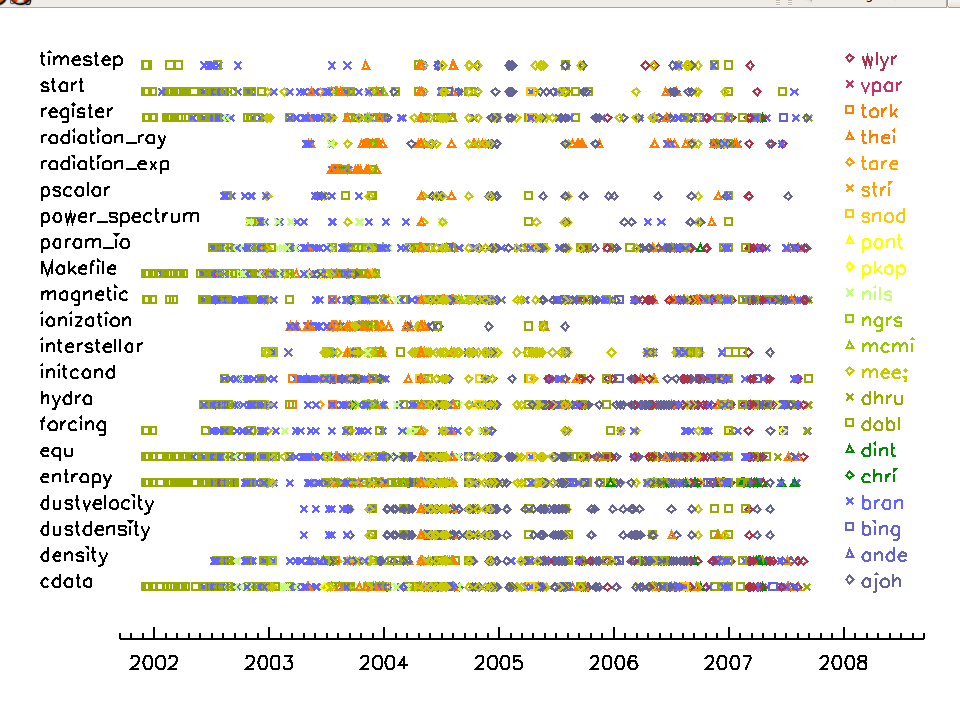 timestep wlyr
start vpar
register tork
radiation_ray thei
radiation_exp tare
pscalar stri
power_spectrum snod
param_io pont
Makefile pkap
magnetic nils
ionization ngrs
interstellar mcmi
initcond mee;
hydro dhru
forcing dobl
equ dint
entropy chri
dustvelocity bran
dustdensity bing
density ande
cdata ajoh
2002 2003 2004 2005 2006 2007 2008